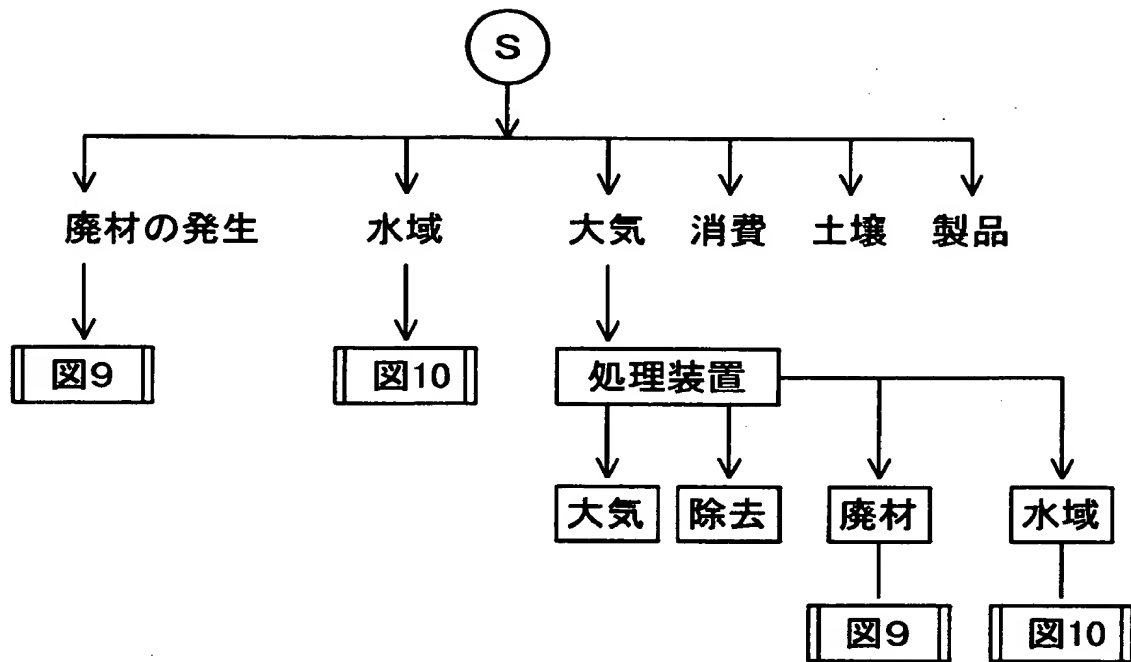 S
廃材の発生 水域 大気 消費 土壌 製品
図9 図10 処理装置
大気 除去 廃材 水域
図9 図10